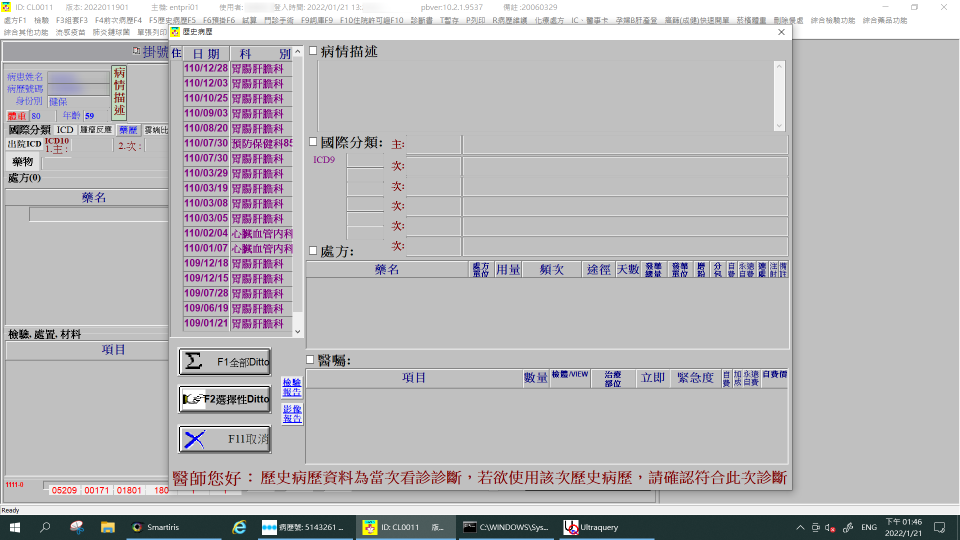 ID: CL0011 版本: 2022011901 主機: entpri01 使用者: 登入時間: 2022/01/21 13: pbver:10.2.1.9537 備註: 20060329
處方F1 檢驗 F3組套F3 F4前次病歷F4 F5歷史病歷F5 F6預掛F6 試算 門診手術 F9詞庫F9 F10住院許可證F10 診斷書 T暫存 P列印 R病歷維護 化療處方 IC﹒醫事卡 孕婦B肝產登 高轉(成健)快速開單 菸檳體重 刪除餐處 綜合檢驗功能 綜合藥品功能
綜合其他功能 流感疫苗 肺炎鏈球菌 單張列印
歷史病歷
掛號
住
日 期 科 別
110/12/28 胃腸肝膽科
110/12/03 胃腸肝膽科
110/10/25 胃腸肝膽科
110/09/03 胃腸肝膽科
110/08/20 胃腸肝膽科
110/07/30 預防保健科85
110/07/30 胃腸肝膽科
110/03/29 胃腸肝膽科
110/03/19 胃腸肝膽科
110/03/08 胃腸肝膽科
110/03/05 胃腸肝膽科
110/02/04 心臟血管內科
110/01/07 心臟血管內科
109/12/18 胃腸肝膽科
109/12/15 胃腸肝膽科
109/07/28 胃腸肝膽科
109/06/19 胃腸肝膽科
109/01/21 胃腸肝膽科
病患姓名
病歷號碼
身份別 健保
病情描述
體重 80 年齡 59
國際分類 ICD 腫瘤反應 藥歷 雲端比
出院ICD ICD10
1.主: 2.次:
藥物
處方(0)
藥名
檢驗, 處置, 材料
項目
1111-0
05209 00171 01801 180
病情描述
國際分類: 主:
ICD9 次:
次:
次:
次:
次:
處方:
藥名 處方單位 用量 頻次 途徑 天數 發藥總量 發藥單位 磨粉 分包 自費 永遠自費 適處 注射 備註
醫囑:
項目 數量 檢體/VIEW 治療部位 立即 緊急度 自費 加成 永遠自費 自費價
F1全部Ditto
F2選擇性Ditto
F11取消
檢驗報告
影像報告
醫師您好：歷史病歷資料為當次看診診斷，若欲使用該次歷史病歷，請確認符合此次診斷
Ready
Smartiris
病歷號: 5143261 ...
ID: CL0011 版...
C:\WINDOWS\Sys...
Ultraquery
ENG
下午 01:46
2022/1/21